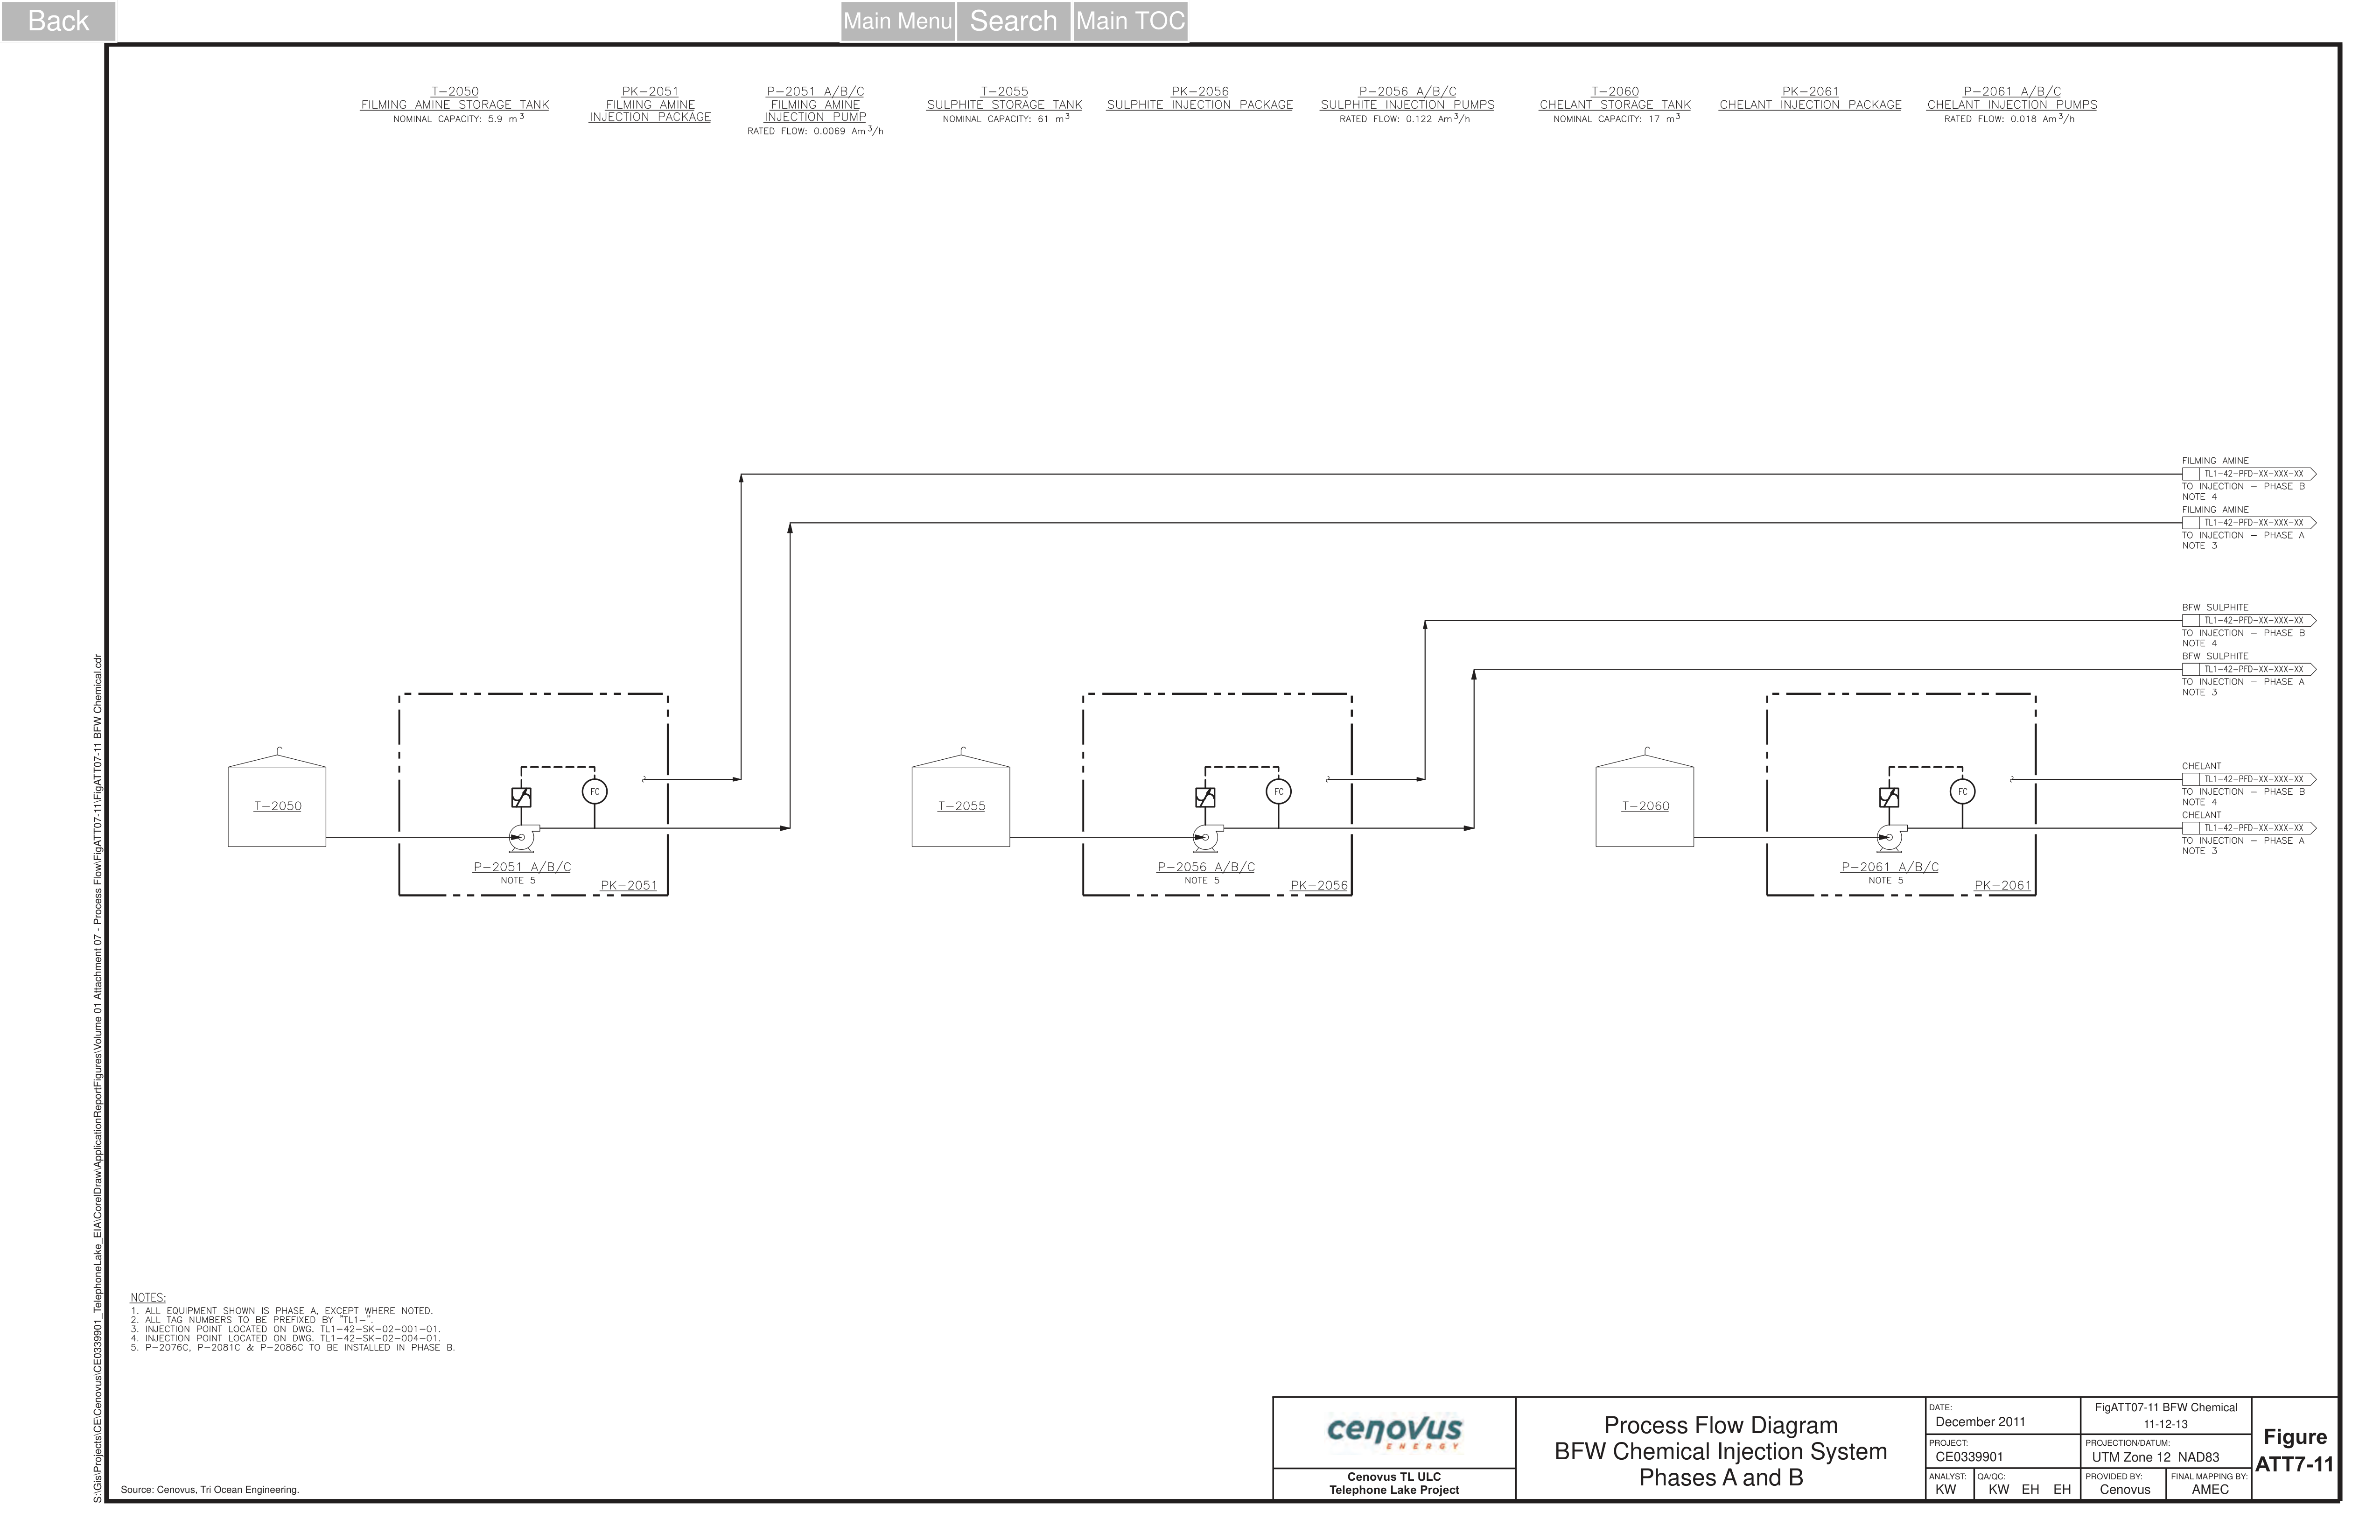 Back
Main Menu
Search
Main TOC
T-2050
FILMING AMINE STORAGE TANK
NOMINAL CAPACITY: 5.9 m³
PK-2051
FILMING AMINE
INJECTION PACKAGE
P-2051 A/B/C
FILMING AMINE
INJECTION PUMP
RATED FLOW: 0.0069 Am³/h
T-2055
SULPHITE STORAGE TANK
NOMINAL CAPACITY: 61 m³
PK-2056
SULPHITE INJECTION PACKAGE
P-2056 A/B/C
SULPHITE INJECTION PUMPS
RATED FLOW: 0.122 Am³/h
T-2060
CHELANT STORAGE TANK
NOMINAL CAPACITY: 17 m³
PK-2061
CHELANT INJECTION PACKAGE
P-2061 A/B/C
CHELANT INJECTION PUMPS
RATED FLOW: 0.018 Am³/h
FILMING AMINE
TL1-42-PFD-XX-XXX-XX
TO INJECTION - PHASE B
NOTE 4
FILMING AMINE
TL1-42-PFD-XX-XXX-XX
TO INJECTION - PHASE A
NOTE 3
BFW SULPHITE
TL1-42-PFD-XX-XXX-XX
TO INJECTION - PHASE B
NOTE 4
BFW SULPHITE
TL1-42-PFD-XX-XXX-XX
TO INJECTION - PHASE A
NOTE 3
CHELANT
TL1-42-PFD-XX-XXX-XX
TO INJECTION - PHASE B
NOTE 4
CHELANT
TL1-42-PFD-XX-XXX-XX
TO INJECTION - PHASE A
NOTE 3
T-2050
FC
P-2051 A/B/C
NOTE 5
PK-2051
T-2055
FC
P-2056 A/B/C
NOTE 5
PK-2056
T-2060
FC
P-2061 A/B/C
NOTE 5
PK-2061
S:\Gis\Projects\CE\Cenovus\CE0339901_TelephoneLake_EIA\CorelDraw\ApplicationReportFigures\Volume 01 Attachment 07 - Process Flow\FigATT07-11\FigATT07-11 BFW Chemical.cdr
NOTES:
1. ALL EQUIPMENT SHOWN IS PHASE A, EXCEPT WHERE NOTED.
2. ALL TAG NUMBERS TO BE PREFIXED BY "TL1-".
3. INJECTION POINT LOCATED ON DWG. TL1-42-SK-02-001-01.
4. INJECTION POINT LOCATED ON DWG. TL1-42-SK-02-004-01.
5. P-2076C, P-2081C & P-2086C TO BE INSTALLED IN PHASE B.
Source: Cenovus, Tri Ocean Engineering.
cenovus
ENERGY
Cenovus TL ULC
Telephone Lake Project
Process Flow Diagram
BFW Chemical Injection System
Phases A and B
DATE:
December 2011
PROJECT:
CE0339901
ANALYST:
KW
QA/QC:
KW EH EH
FigATT07-11 BFW Chemical
11-12-13
PROJECTION/DATUM:
UTM Zone 12 NAD83
PROVIDED BY:
Cenovus
FINAL MAPPING BY:
AMEC
Figure
ATT7-11